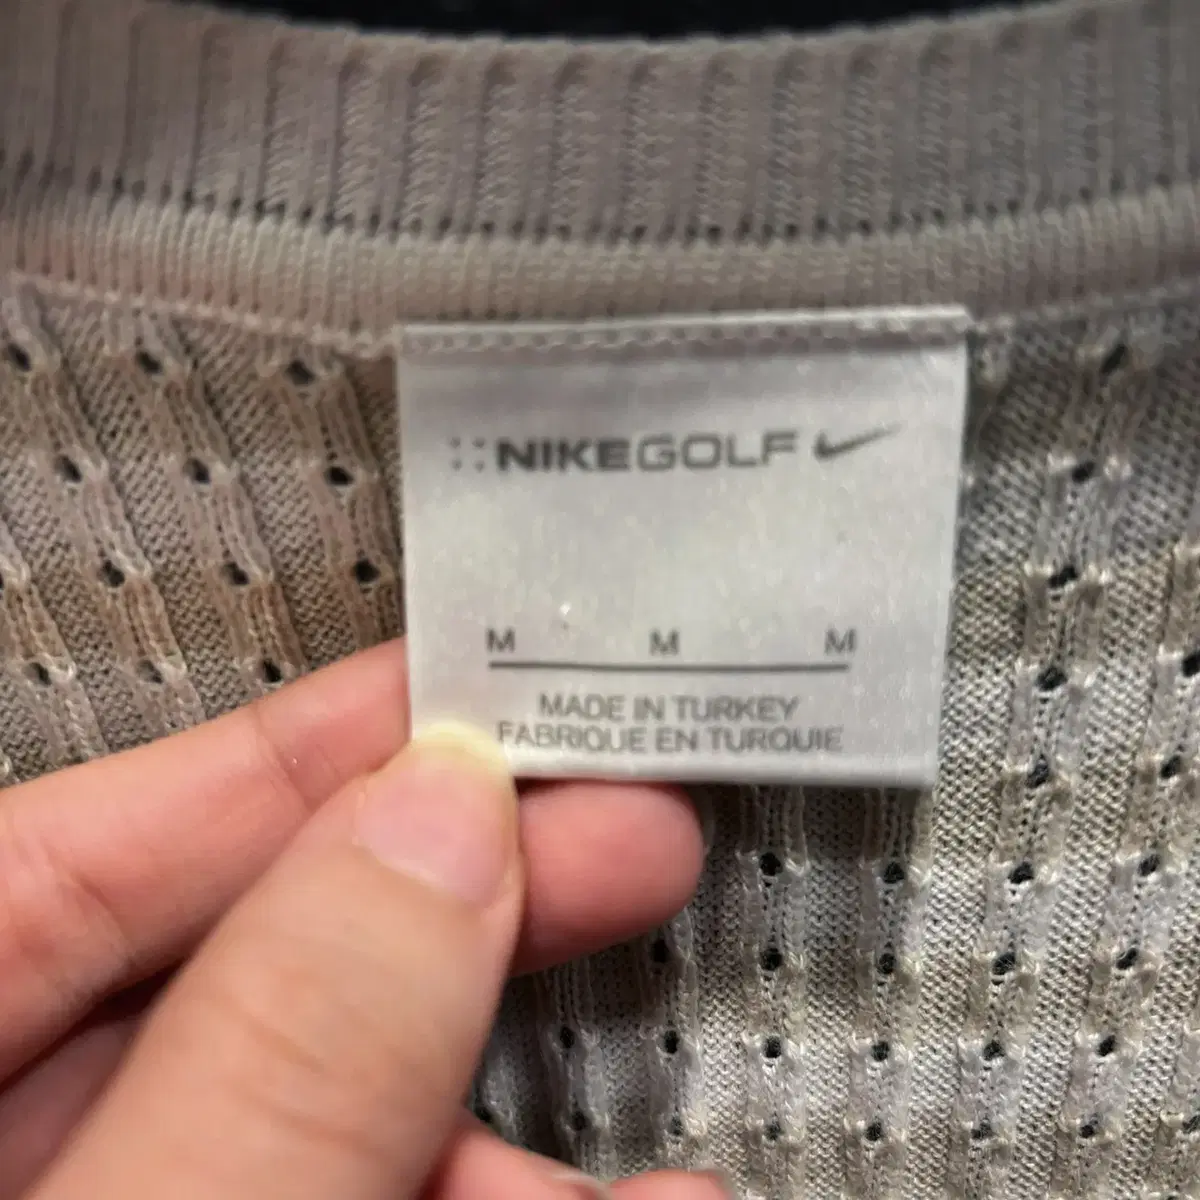 NIKEGOLF
M M M
MADE IN TURKEY
FABRIQUE EN TURQUIE